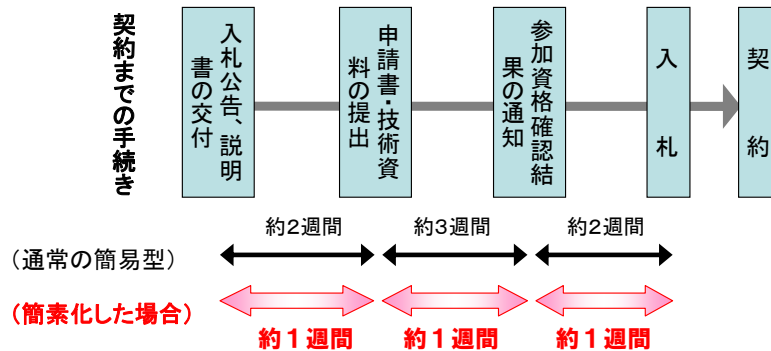 契約までの手続き
入札公告、説明
書の交付
申請書・技術資
料の提出
参加資格確認結
果の通知
入札
契約
約2週間
約3週間
約2週間
（通常の簡易型）
（簡素化した場合）
約１週間
約１週間
約１週間